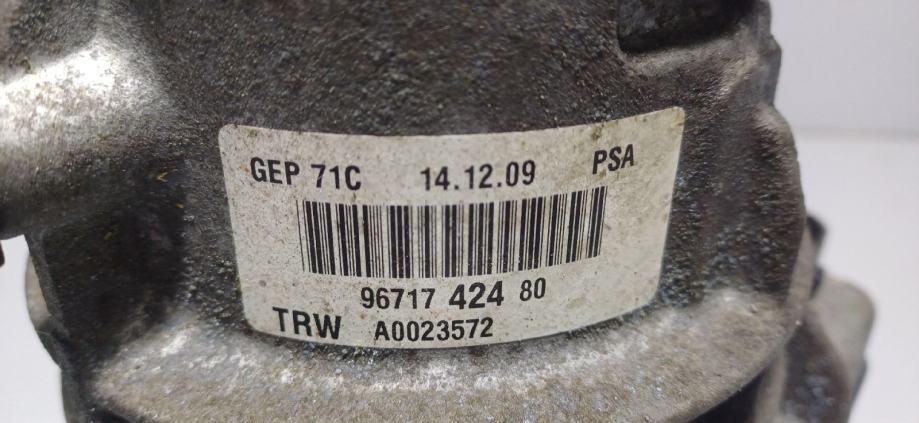 GEP 71C 14.12.09 PSA
96717 424 80
TRW A0023572